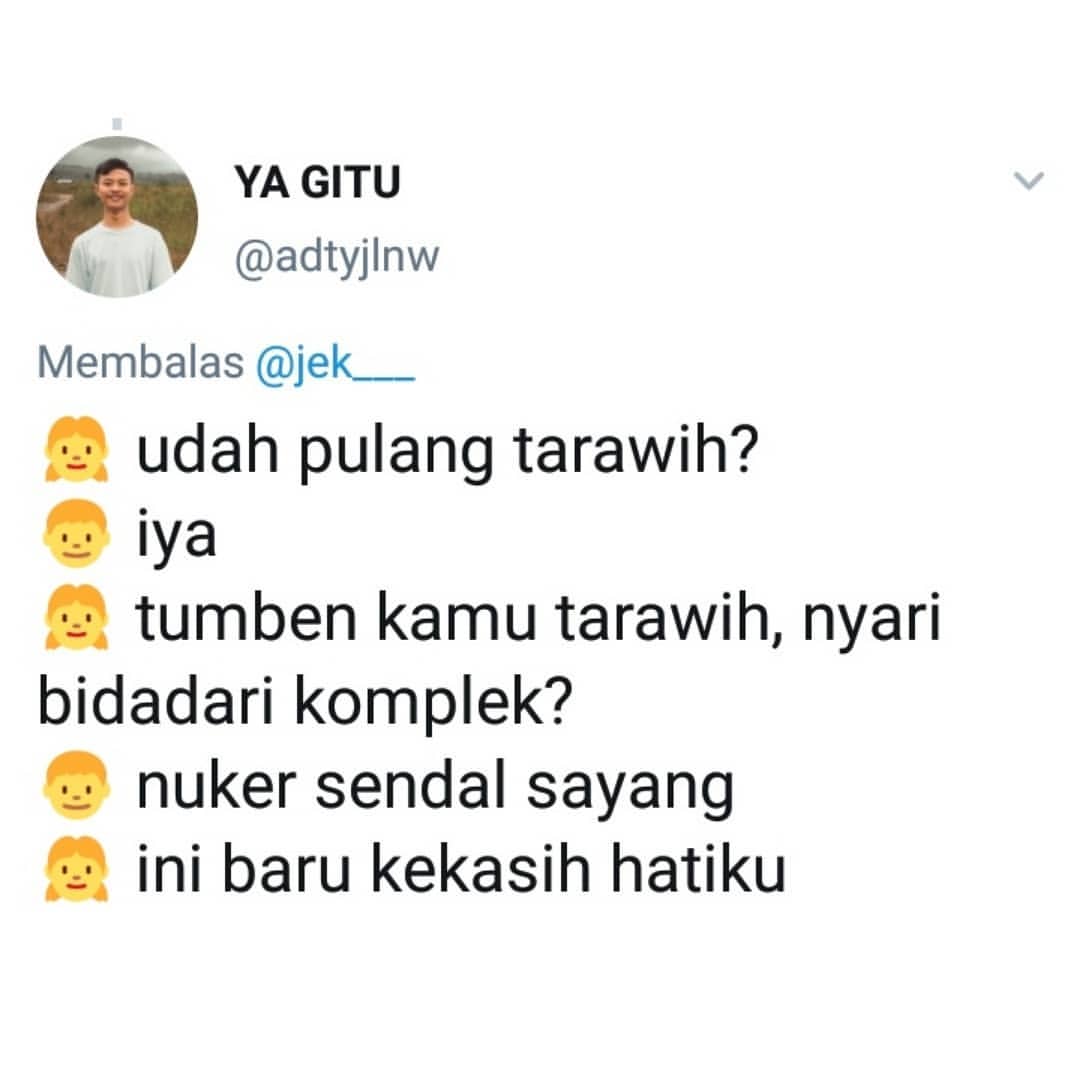 YA GITU
@adtyjlnw
Membalas @jek___
👧 udah pulang tarawih?
👦 iya
👧 tumben kamu tarawih, nyari
bidadari komplek?
👦 nuker sendal sayang
👧 ini baru kekasih hatiku